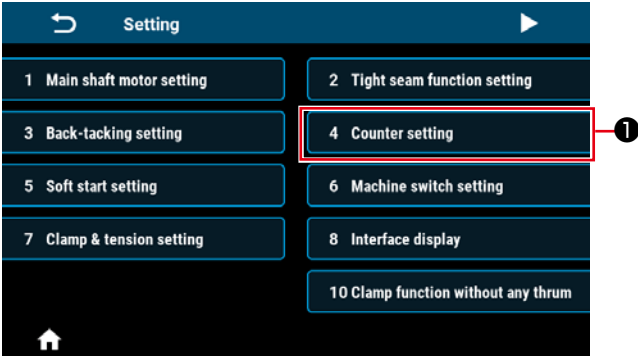 Setting
1 Main shaft motor setting
2 Tight seam function setting
3 Back-tacking setting
4 Counter setting
❶
5 Soft start setting
6 Machine switch setting
7 Clamp & tension setting
8 Interface display
10 Clamp function without any thrum